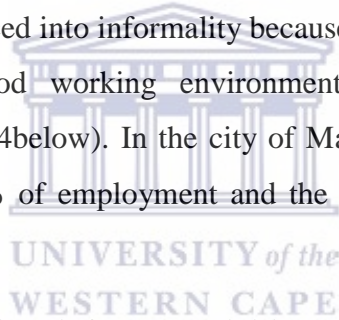 ed into informality because
od working environment
4below). In the city of Ma
of employment and the
UNIVERSITY of the
WESTERN CAPE